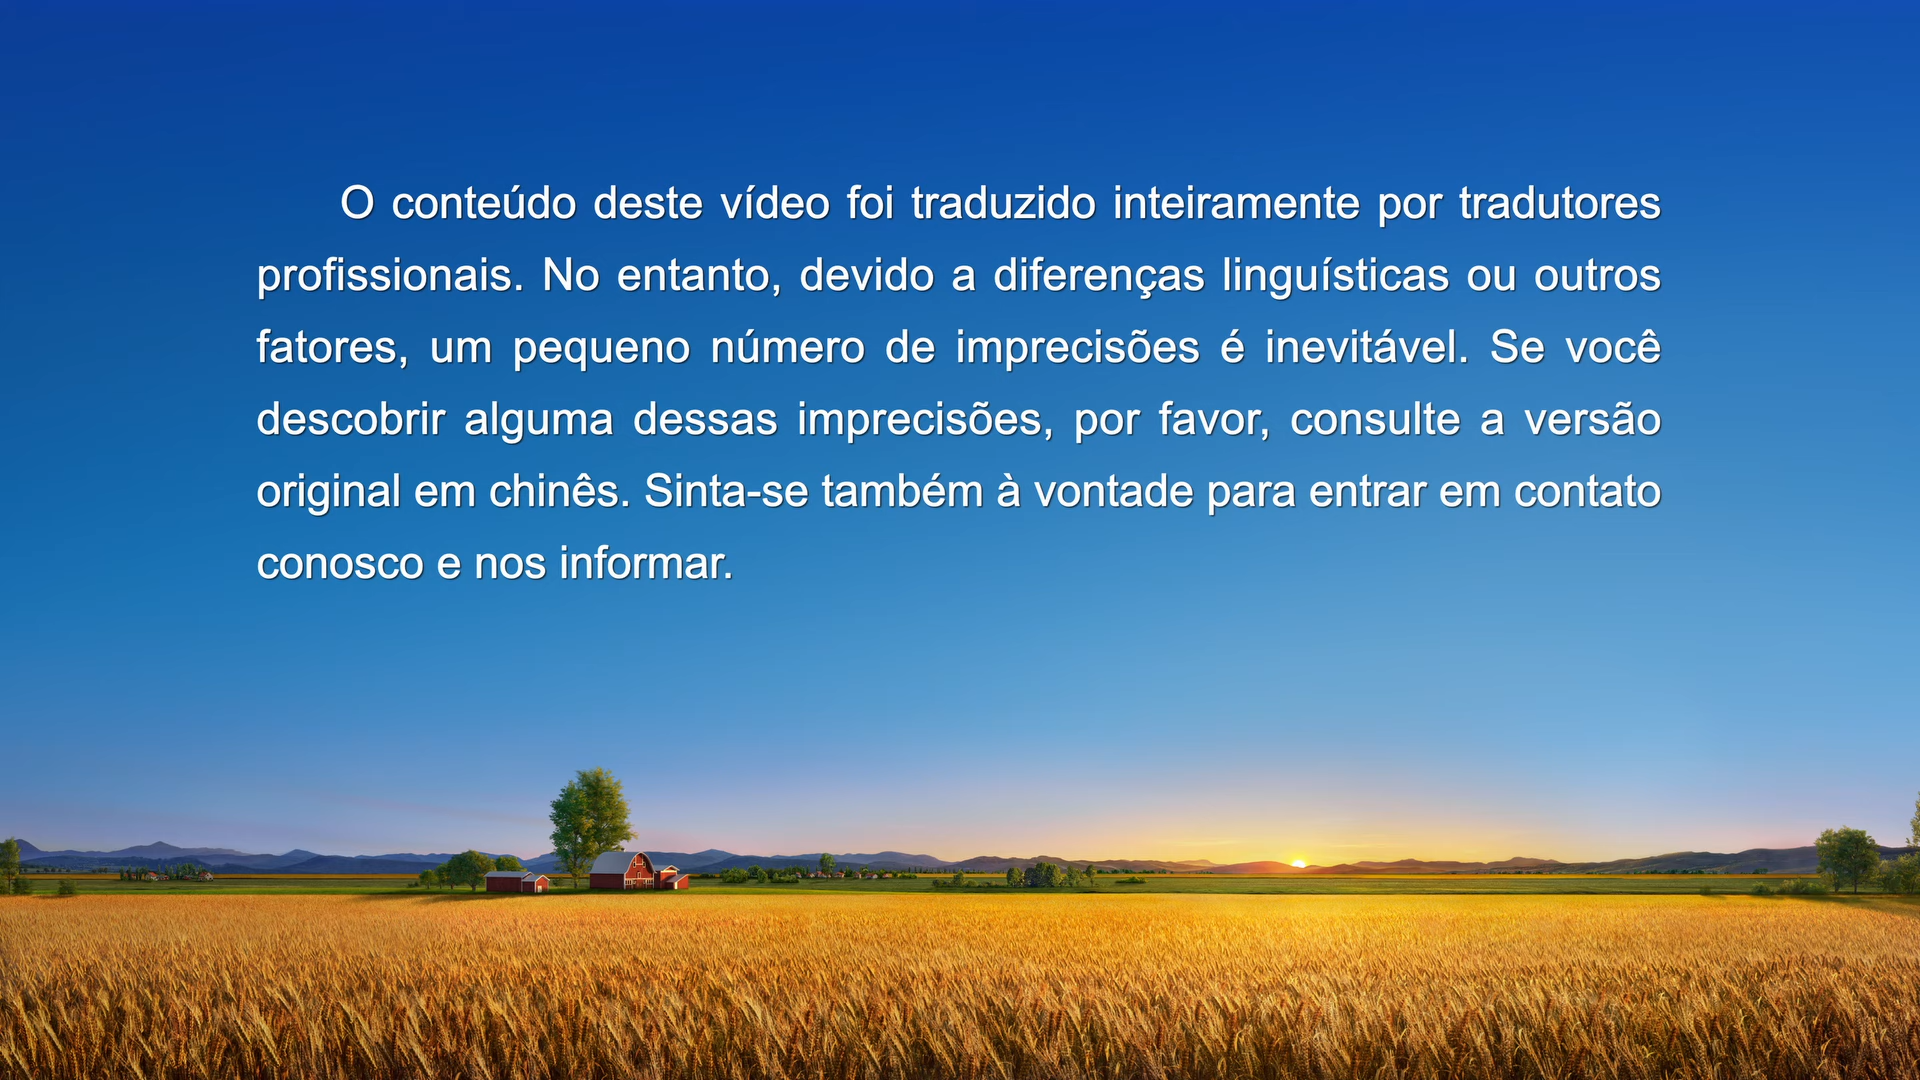 O conteúdo deste vídeo foi traduzido inteiramente por tradutores
profissionais. No entanto, devido a diferenças linguísticas ou outros
fatores, um pequeno número de imprecisões é inevitável. Se você
descobrir alguma dessas imprecisões, por favor, consulte a versão
original em chinês. Sinta-se também à vontade para entrar em contato
conosco e nos informar.